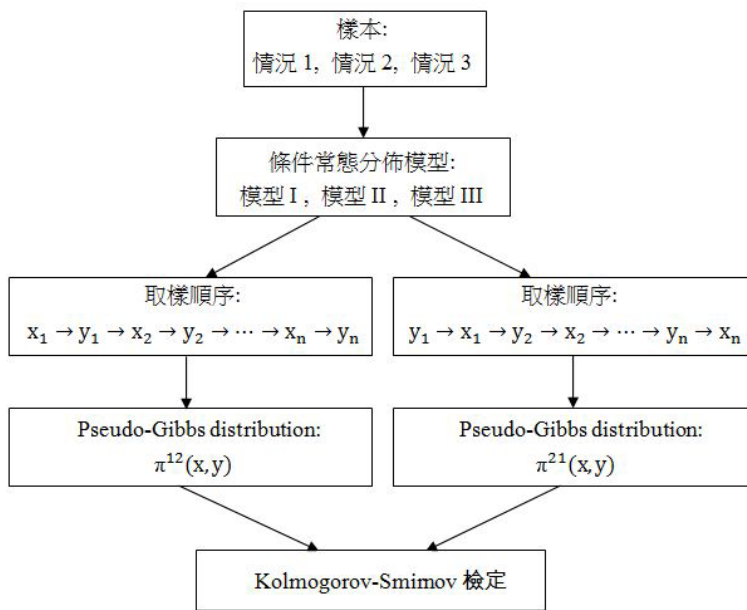 樣本:
情況 1, 情況 2, 情況 3
條件常態分佈模型:
模型 I , 模型 II , 模型 III
取樣順序:
x₁ → y₁ → x₂ → y₂ → ⋯ → xₙ → yₙ
取樣順序:
y₁ → x₁ → y₂ → x₂ → ⋯ → yₙ → xₙ
Pseudo-Gibbs distribution:
π¹²(x, y)
Pseudo-Gibbs distribution:
π²¹(x, y)
Kolmogorov-Smirnov 檢定